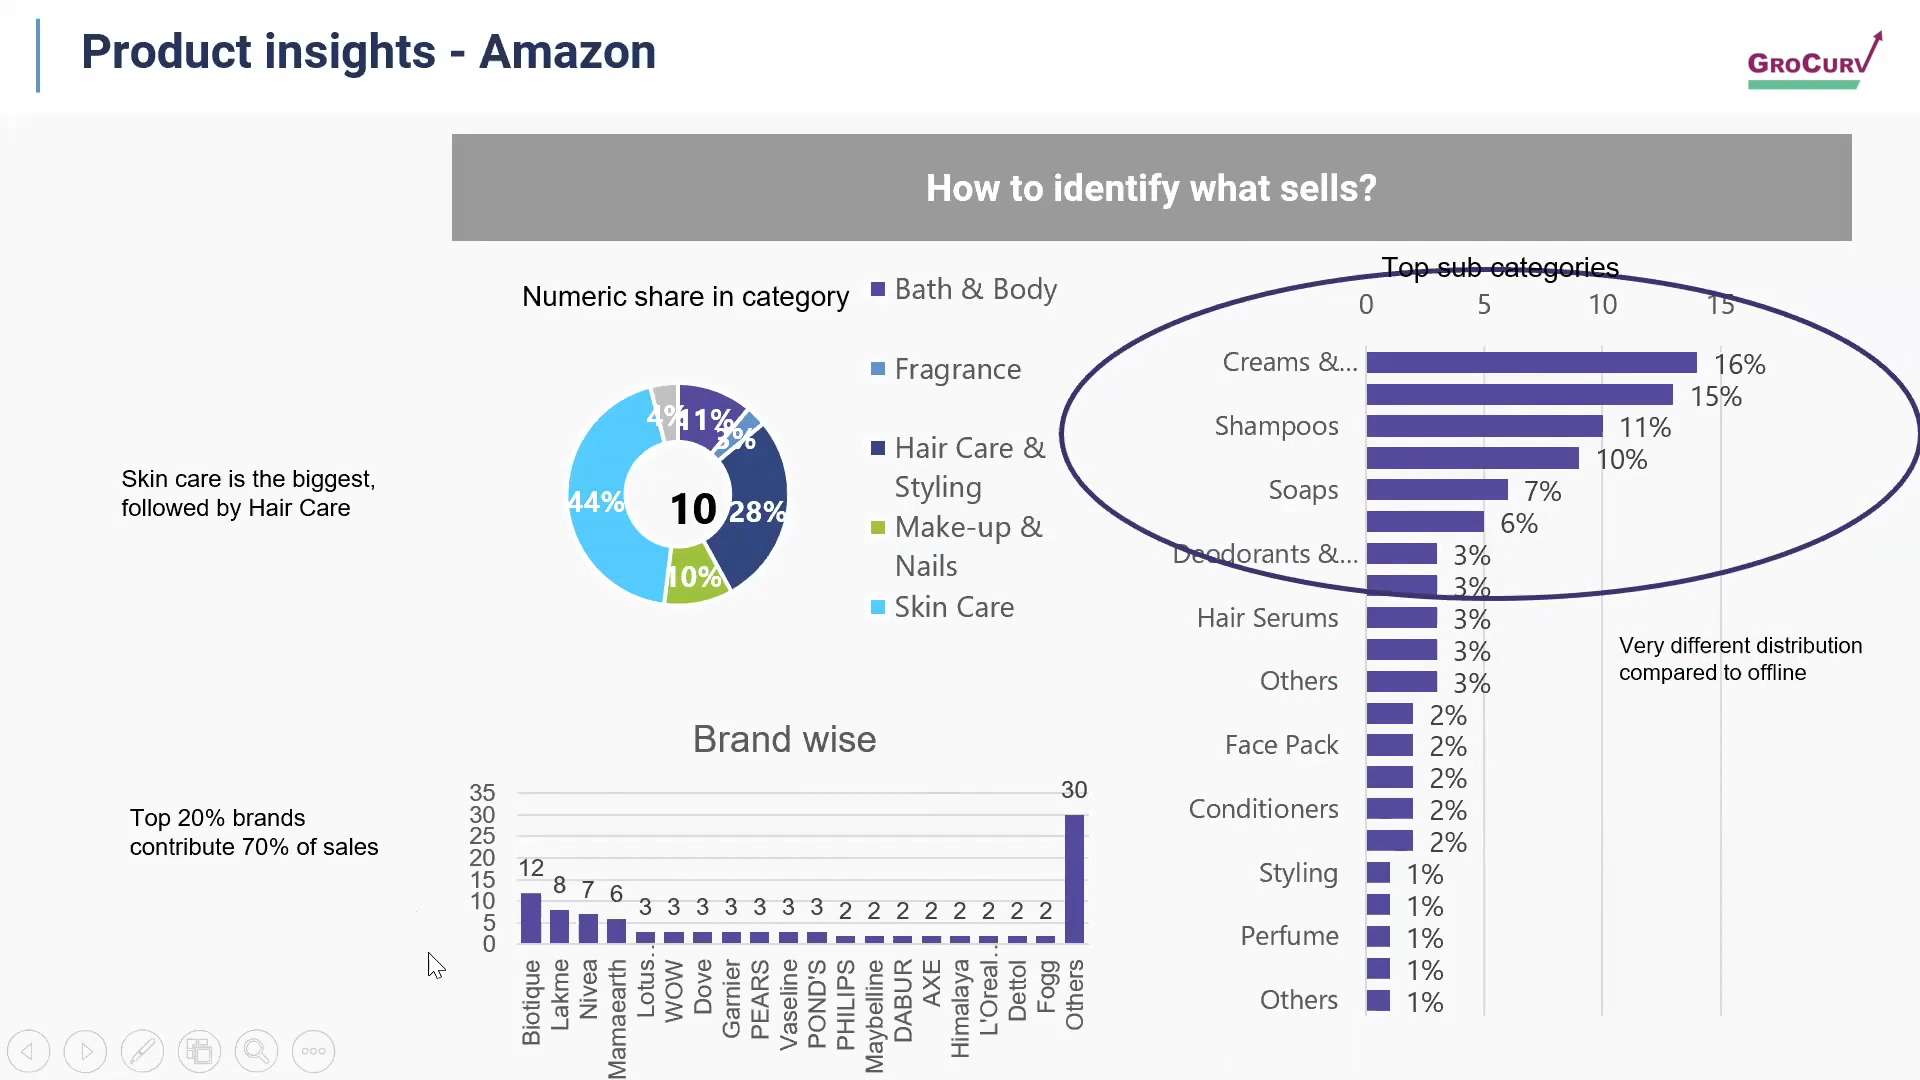 Product insights - Amazon
GROCURV
How to identify what sells?
Numeric share in category
Bath & Body
Fragrance
Hair Care &
Styling
Make-up &
Nails
Skin Care
4%
11%
3%
44%
10
28%
10%
Skin care is the biggest,
followed by Hair Care
Top sub categories
0 5 10 15
Creams &... 16%
15%
Shampoos 11%
10%
Soaps 7%
6%
Deodorants &... 3%
3%
Hair Serums 3%
3%
Others 3%
2%
Face Pack 2%
2%
Conditioners 2%
2%
Styling 1%
1%
Perfume 1%
1%
Others 1%
Very different distribution
compared to offline
Brand wise
35
30
25
20
15
10
5
0
12 8 7 6 3 3 3 3 3 3 3 2 2 2 2 2 2 2 2 30
Biotique
Lakme
Nivea
Mamaearth
Lotus...
WOW
Dove
Garnier
PEARS
Vaseline
POND'S
PHILIPS
Maybelline
DABUR
AXE
Himalaya
L'Oreal...
Dettol
Fogg
Others
Top 20% brands
contribute 70% of sales